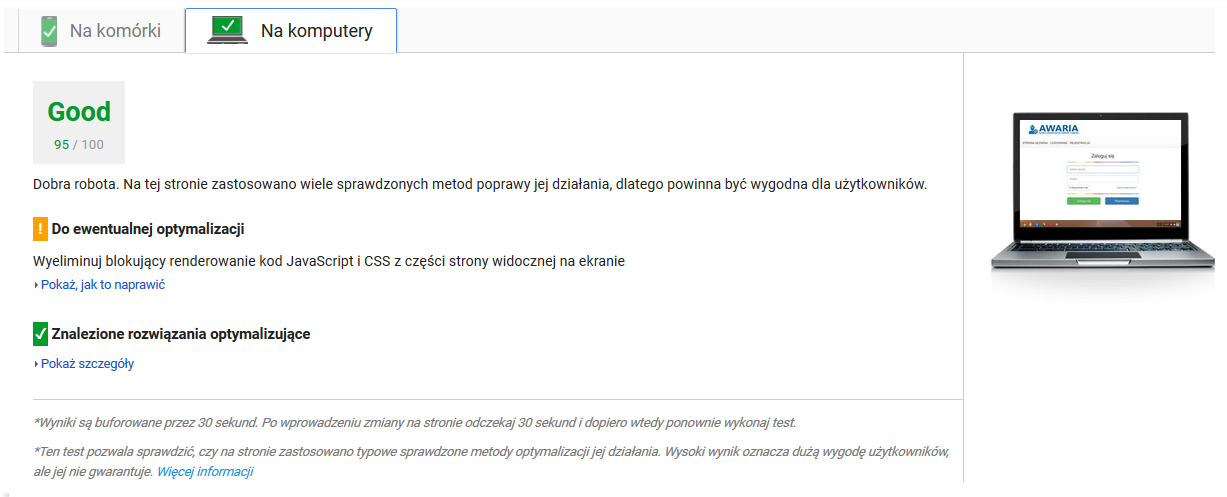 Na komórki
Na komputery
Good
95 / 100
Dobra robota. Na tej stronie zastosowano wiele sprawdzonych metod poprawy jej działania, dlatego powinna być wygodna dla użytkowników.
! Do ewentualnej optymalizacji
Wyeliminuj blokujący renderowanie kod JavaScript i CSS z części strony widocznej na ekranie
Pokaż, jak to naprawić
Znalezione rozwiązania optymalizujące
Pokaż szczegóły
*Wyniki są buforowane przez 30 sekund. Po wprowadzeniu zmiany na stronie odczekaj 30 sekund i dopiero wtedy ponownie wykonaj test.
*Ten test pozwala sprawdzić, czy na stronie zastosowano typowe sprawdzone metody optymalizacji jej działania. Wysoki wynik oznacza dużą wygodę użytkowników,
ale jej nie gwarantuje. Więcej informacji
AWARIA
Zaloguj się